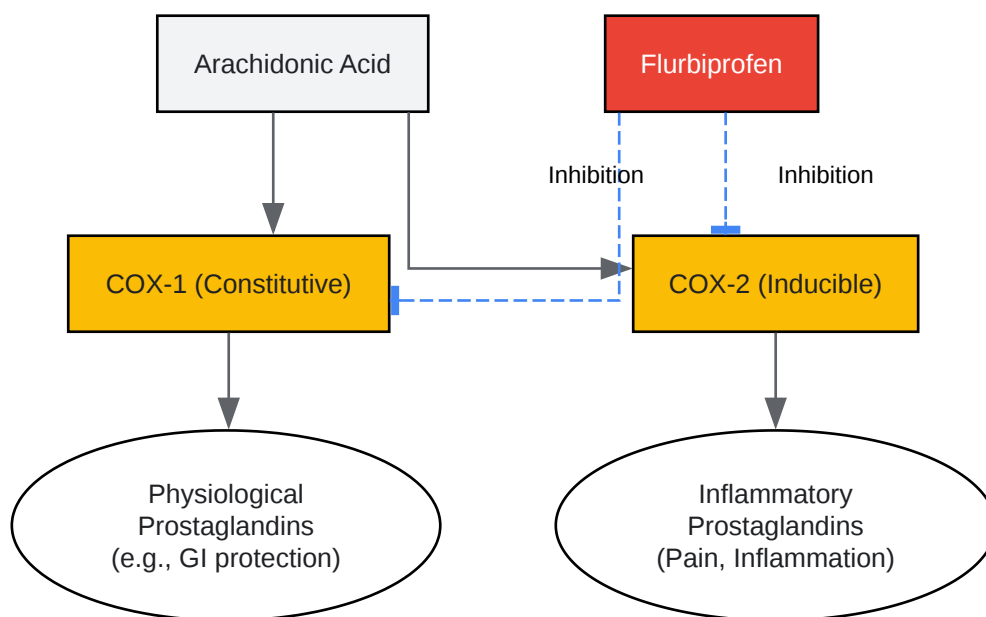 Arachidonic Acid
Flurbiprofen
Inhibition
Inhibition
COX-1 (Constitutive)
COX-2 (Inducible)
Physiological
Prostaglandins
(e.g., GI protection)
Inflammatory
Prostaglandins
(Pain, Inflammation)